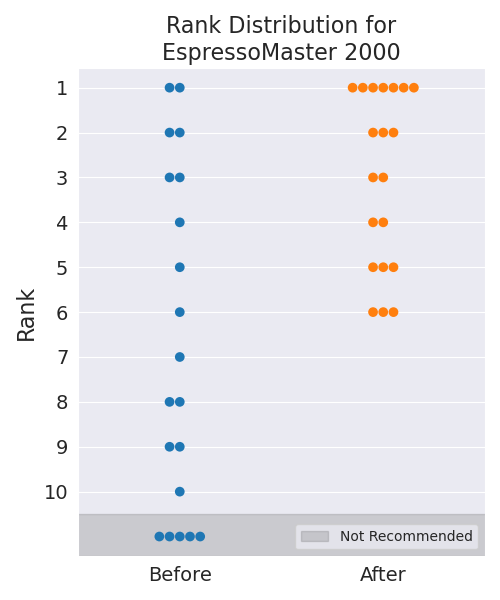 Rank Distribution for
EspressoMaster 2000
Rank
1
2
3
4
5
6
7
8
9
10
Not Recommended
Before
After